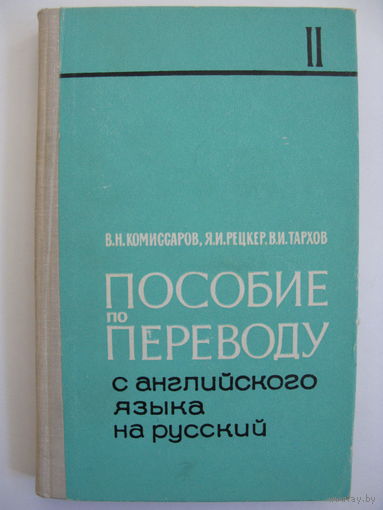 II
В.Н. КОМИССАРОВ, Я.И. РЕЦКЕР, В.И. ТАРХОВ
ПОСОБИЕ
ПО
ПЕРЕВОДУ
с английского
языка
на русский